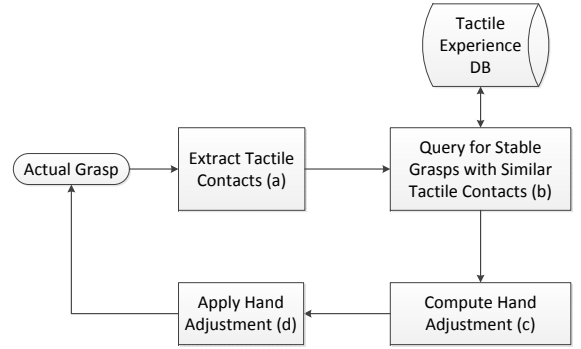 Tactile
Experience
DB
Actual Grasp
Extract Tactile
Contacts (a)
Query for Stable
Grasps with Similar
Tactile Contacts (b)
Apply Hand
Adjustment (d)
Compute Hand
Adjustment (c)